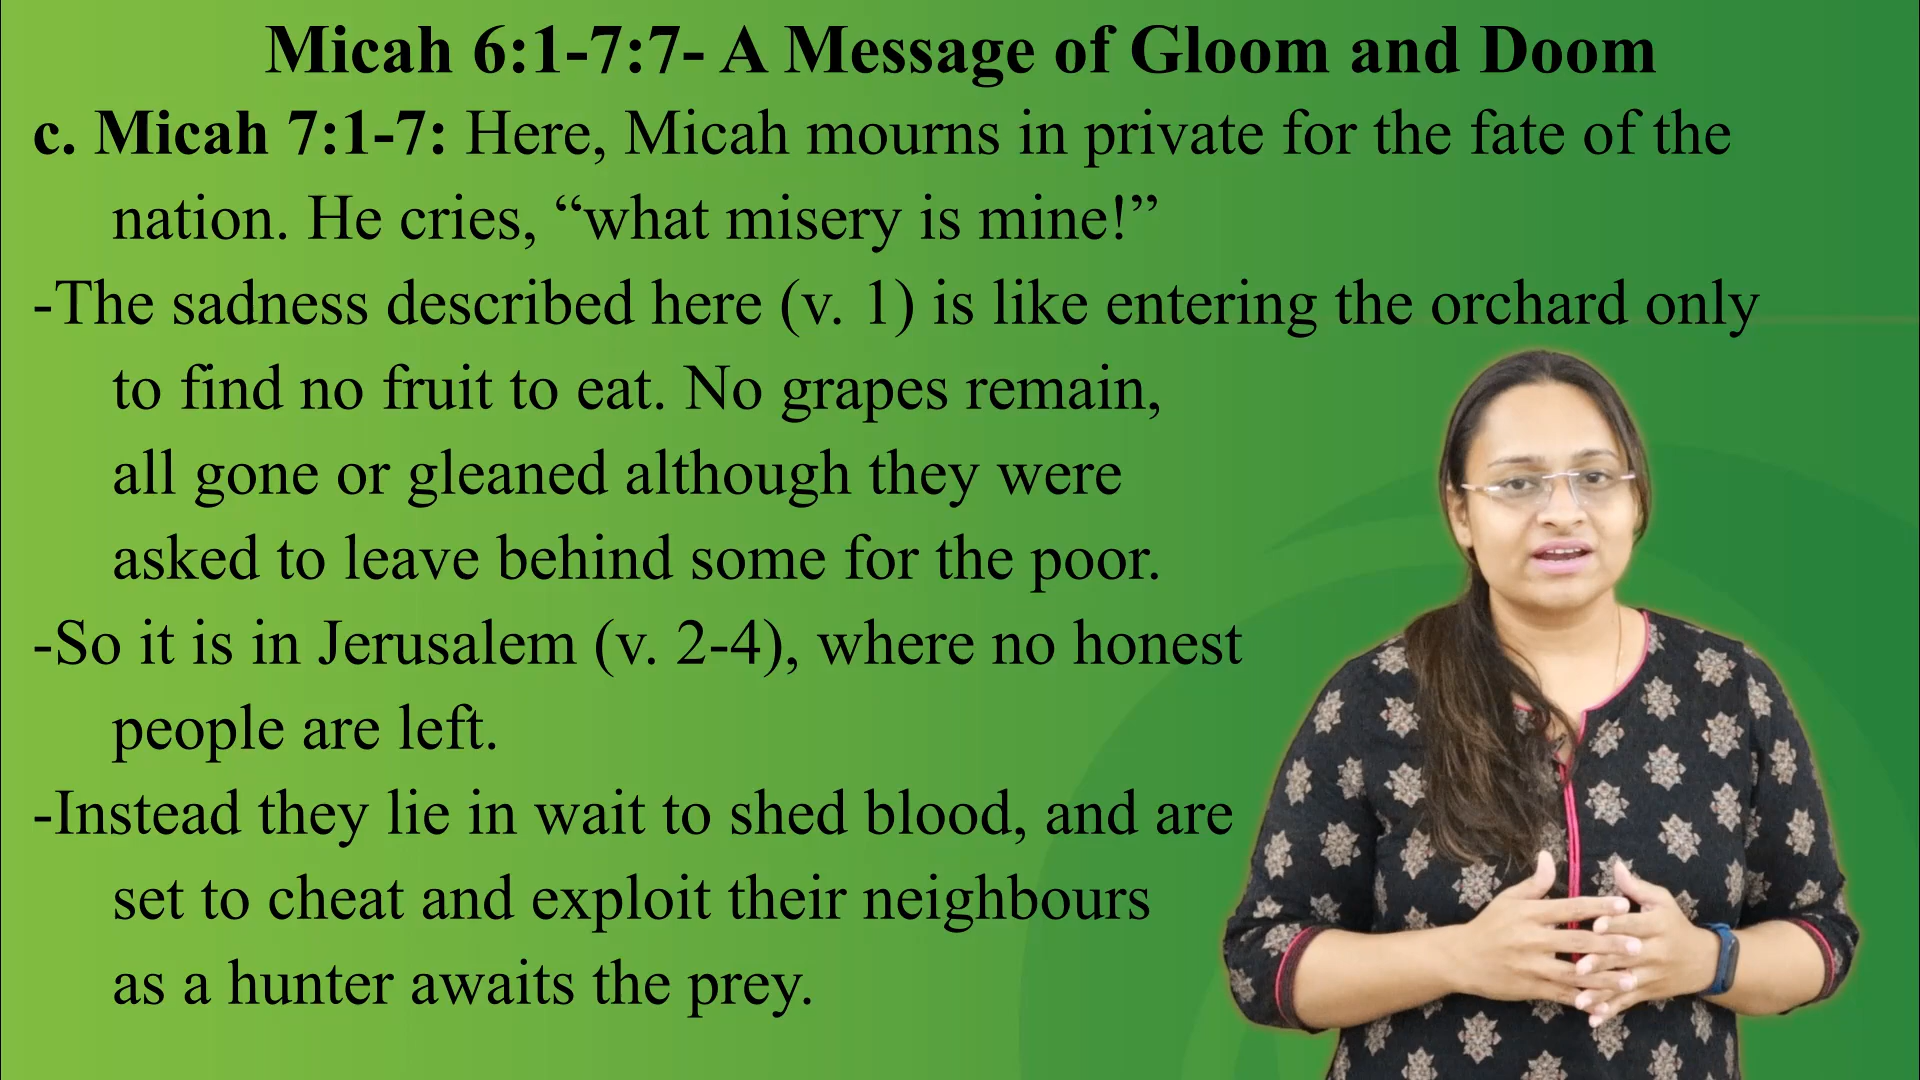 Micah 6:1-7:7- A Message of Gloom and Doom
c. Micah 7:1-7: Here, Micah mourns in private for the fate of the
nation. He cries, “what misery is mine!”
-The sadness described here (v. 1) is like entering the orchard only
to find no fruit to eat. No grapes remain,
all gone or gleaned although they were
asked to leave behind some for the poor.
-So it is in Jerusalem (v. 2-4), where no honest
people are left.
-Instead they lie in wait to shed blood, and are
set to cheat and exploit their neighbours
as a hunter awaits the prey.